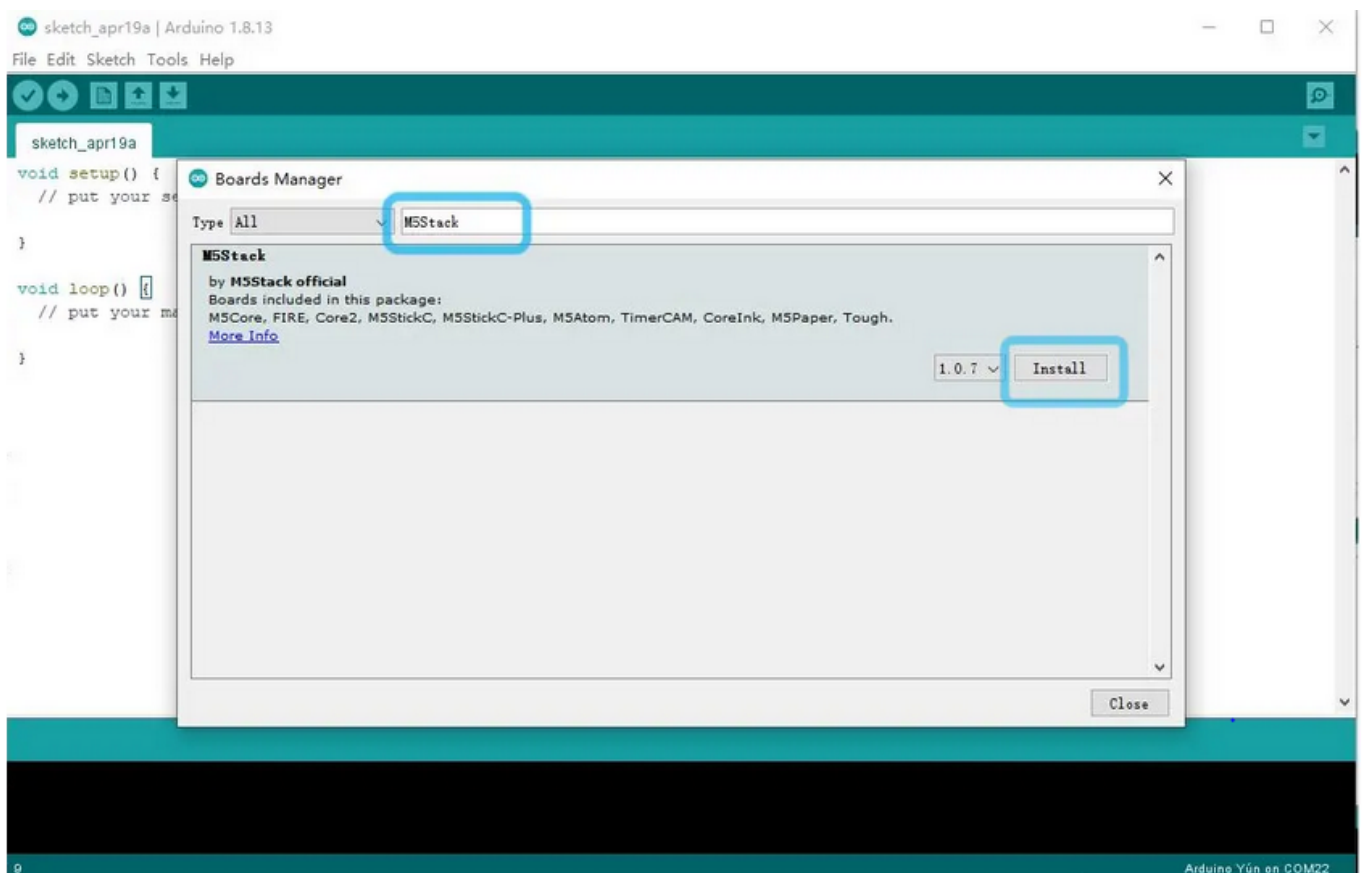 sketch_apr19a | Arduino 1.8.13
File Edit Sketch Tools Help
sketch_apr19a
void setup() {
// put your se
}
void loop() {
// put your ma
}
Boards Manager
Type All M5Stack
M5Stack
by M5Stack official
Boards included in this package:
M5Core, FIRE, Core2, M5StickC, M5StickC-Plus, M5Atom, TimerCAM, CoreInk, M5Paper, Tough.
More Info
1.0.7 Install
Close
9 Arduino Yún on COM22